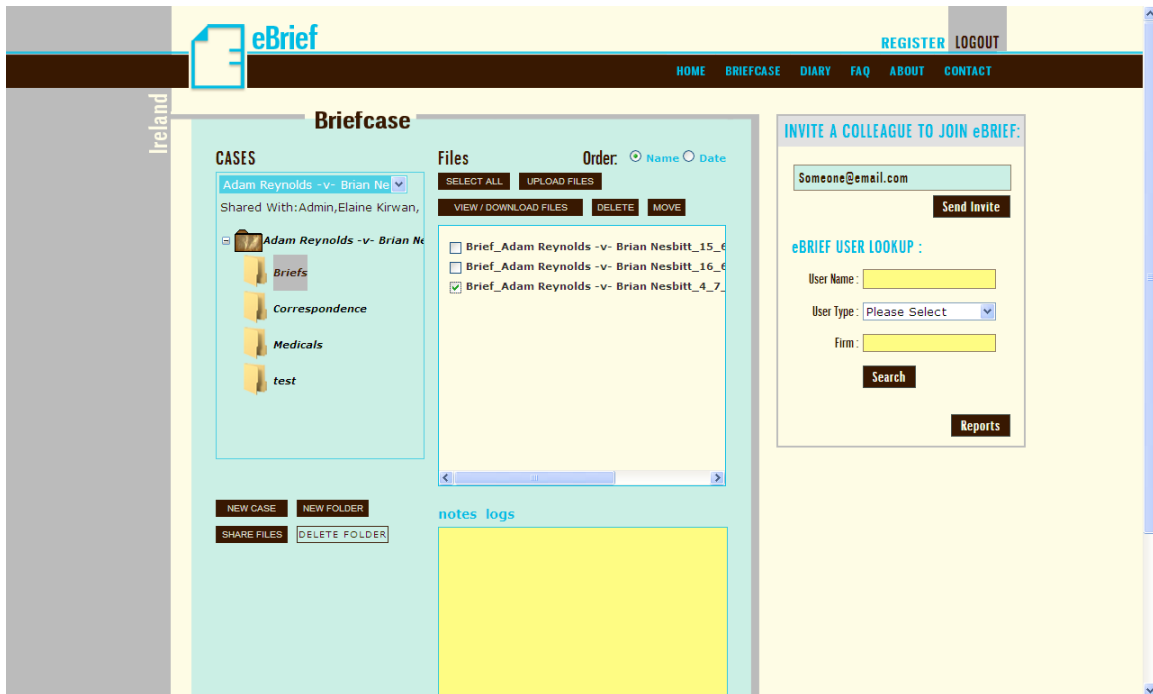 eBrief
REGISTER LOGOUT
HOME BRIEFCASE DIARY FAQ ABOUT CONTACT
Ireland
Briefcase
CASES
Adam Reynolds -v- Brian Ne
Shared With:Admin,Elaine Kirwan,
Adam Reynolds -v- Brian Ne
Briefs
Correspondence
Medicals
test
NEW CASE NEW FOLDER
SHARE FILES DELETE FOLDER
Files Order: Name Date
SELECT ALL UPLOAD FILES
VIEW / DOWNLOAD FILES DELETE MOVE
Brief_Adam Reynolds -v- Brian Nesbitt_15_6
Brief_Adam Reynolds -v- Brian Nesbitt_16_6
Brief_Adam Reynolds -v- Brian Nesbitt_4_7_
notes logs
INVITE A COLLEAGUE TO JOIN eBRIEF:
Someone@email.com
Send Invite
eBRIEF USER LOOKUP :
User Name :
User Type : Please Select
Firm :
Search
Reports